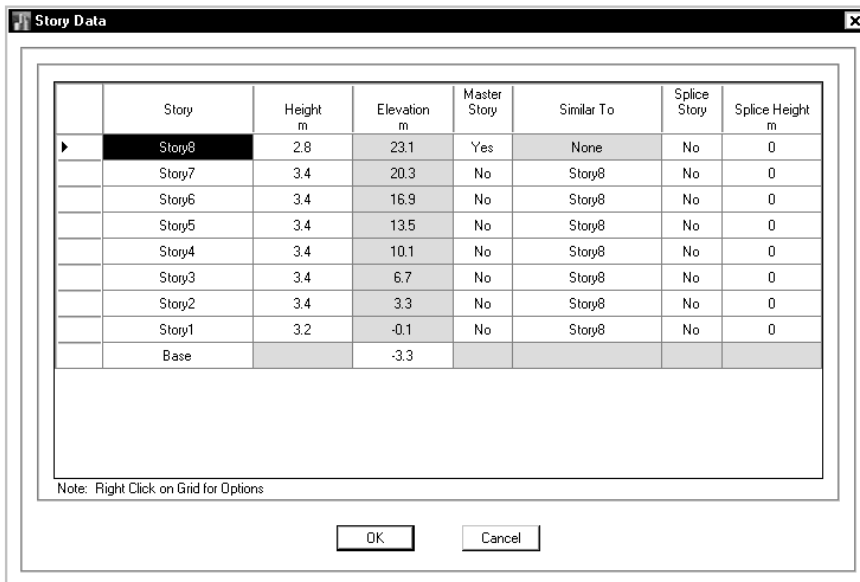 Story Data
Story Height m Elevation m Master Story Similar To Splice Story Splice Height m
Story8 2.8 23.1 Yes None No 0
Story7 3.4 20.3 No Story8 No 0
Story6 3.4 16.9 No Story8 No 0
Story5 3.4 13.5 No Story8 No 0
Story4 3.4 10.1 No Story8 No 0
Story3 3.4 6.7 No Story8 No 0
Story2 3.4 3.3 No Story8 No 0
Story1 3.2 -0.1 No Story8 No 0
Base -3.3
Note: Right Click on Grid for Options
OK Cancel